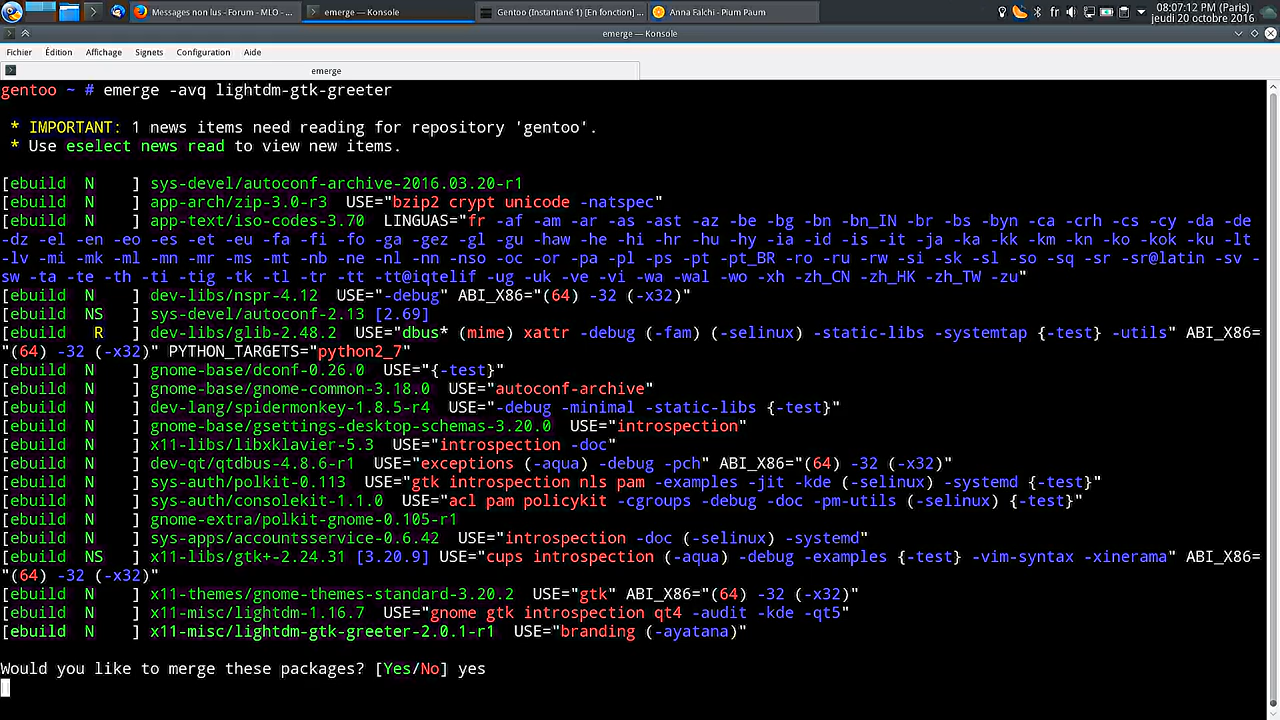 Messages non lus - Forum - MLO - ...
emerge — Konsole
Gentoo (Instantané 1) [En fonction] ...
Anna Falchi - Plum Paum
fr
08:07:12 PM (Paris)
jeudi 20 octobre 2016
emerge — Konsole
Fichier Édition Affichage Signets Configuration Aide
emerge
gentoo ~ # emerge -avq lightdm-gtk-greeter
* IMPORTANT: 1 news items need reading for repository 'gentoo'.
* Use eselect news read to view new items.
[ebuild  N     ] sys-devel/autoconf-archive-2016.03.20-r1
[ebuild  N     ] app-arch/zip-3.0-r3  USE="bzip2 crypt unicode -natspec"
[ebuild  N     ] app-text/iso-codes-3.70  LINGUAS="fr -af -am -ar -as -ast -az -be -bg -bn -bn_IN -br -bs -byn -ca -crh -cs -cy -da -de
-dz -el -en -eo -es -et -eu -fa -fi -fo -ga -gez -gl -gu -haw -he -hi -hr -hu -hy -ia -id -is -it -ja -ka -kk -km -kn -ko -kok -ku -lt
-lv -mi -mk -ml -mn -mr -ms -mt -nb -ne -nl -nn -nso -oc -or -pa -pl -ps -pt -pt_BR -ro -ru -rw -si -sk -sl -so -sq -sr -sr@latin -sv -
sw -ta -te -th -ti -tig -tk -tl -tr -tt -tt@iqtelif -ug -uk -ve -vi -wa -wal -wo -xh -zh_CN -zh_HK -zh_TW -zu"
[ebuild  N     ] dev-libs/nspr-4.12  USE="-debug" ABI_X86="(64) -32 (-x32)"
[ebuild  NS    ] sys-devel/autoconf-2.13 [2.69]
[ebuild   R    ] dev-libs/glib-2.48.2  USE="dbus* (mime) xattr -debug (-fam) (-selinux) -static-libs -systemtap {-test} -utils" ABI_X86=
"(64) -32 (-x32)" PYTHON_TARGETS="python2_7"
[ebuild  N     ] gnome-base/dconf-0.26.0  USE="{-test}"
[ebuild  N     ] gnome-base/gnome-common-3.18.0  USE="autoconf-archive"
[ebuild  N     ] dev-lang/spidermonkey-1.8.5-r4  USE="-debug -minimal -static-libs {-test}"
[ebuild  N     ] gnome-base/gsettings-desktop-schemas-3.20.0  USE="introspection"
[ebuild  N     ] x11-libs/libxklavier-5.3  USE="introspection -doc"
[ebuild  N     ] dev-qt/qtdbus-4.8.6-r1  USE="exceptions (-aqua) -debug -pch" ABI_X86="(64) -32 (-x32)"
[ebuild  N     ] sys-auth/polkit-0.113  USE="gtk introspection nls pam -examples -jit -kde (-selinux) -systemd {-test}"
[ebuild  N     ] sys-auth/consolekit-1.1.0  USE="acl pam policykit -cgroups -debug -doc -pm-utils (-selinux) {-test}"
[ebuild  N     ] gnome-extra/polkit-gnome-0.105-r1
[ebuild  N     ] sys-apps/accountsservice-0.6.42  USE="introspection -doc (-selinux) -systemd"
[ebuild  NS    ] x11-libs/gtk+-2.24.31 [3.20.9] USE="cups introspection (-aqua) -debug -examples {-test} -vim-syntax -xinerama" ABI_X86=
"(64) -32 (-x32)"
[ebuild  N     ] x11-themes/gnome-themes-standard-3.20.2  USE="gtk" ABI_X86="(64) -32 (-x32)"
[ebuild  N     ] x11-misc/lightdm-1.16.7  USE="gnome gtk introspection qt4 -audit -kde -qt5"
[ebuild  N     ] x11-misc/lightdm-gtk-greeter-2.0.1-r1  USE="branding (-ayatana)"
Would you like to merge these packages? [Yes/No] yes